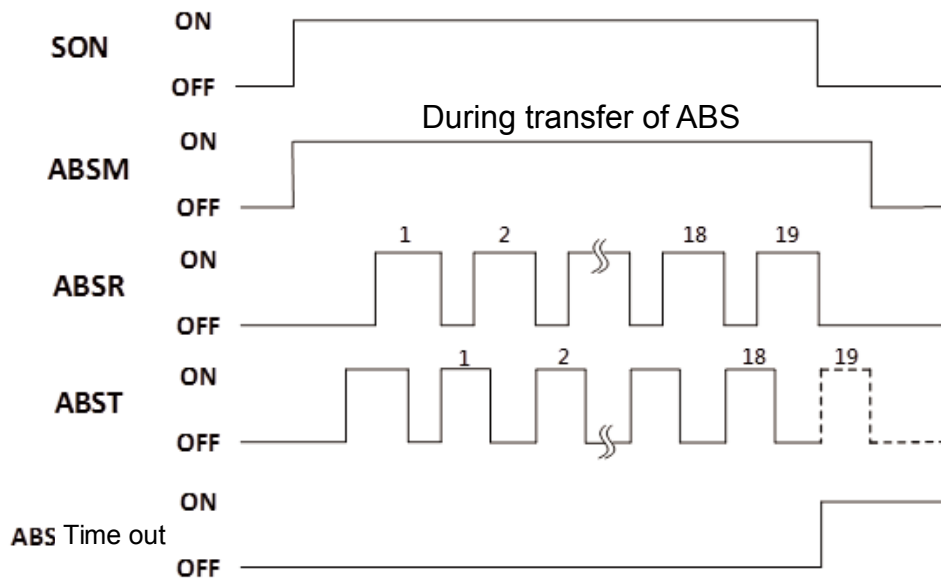 ON
SON
OFF
During transfer of ABS
ON
ABSM
OFF
1 2 18 19
ON
ABSR
OFF
1 2 18 19
ON
ABST
OFF
ON
ABS Time out
OFF